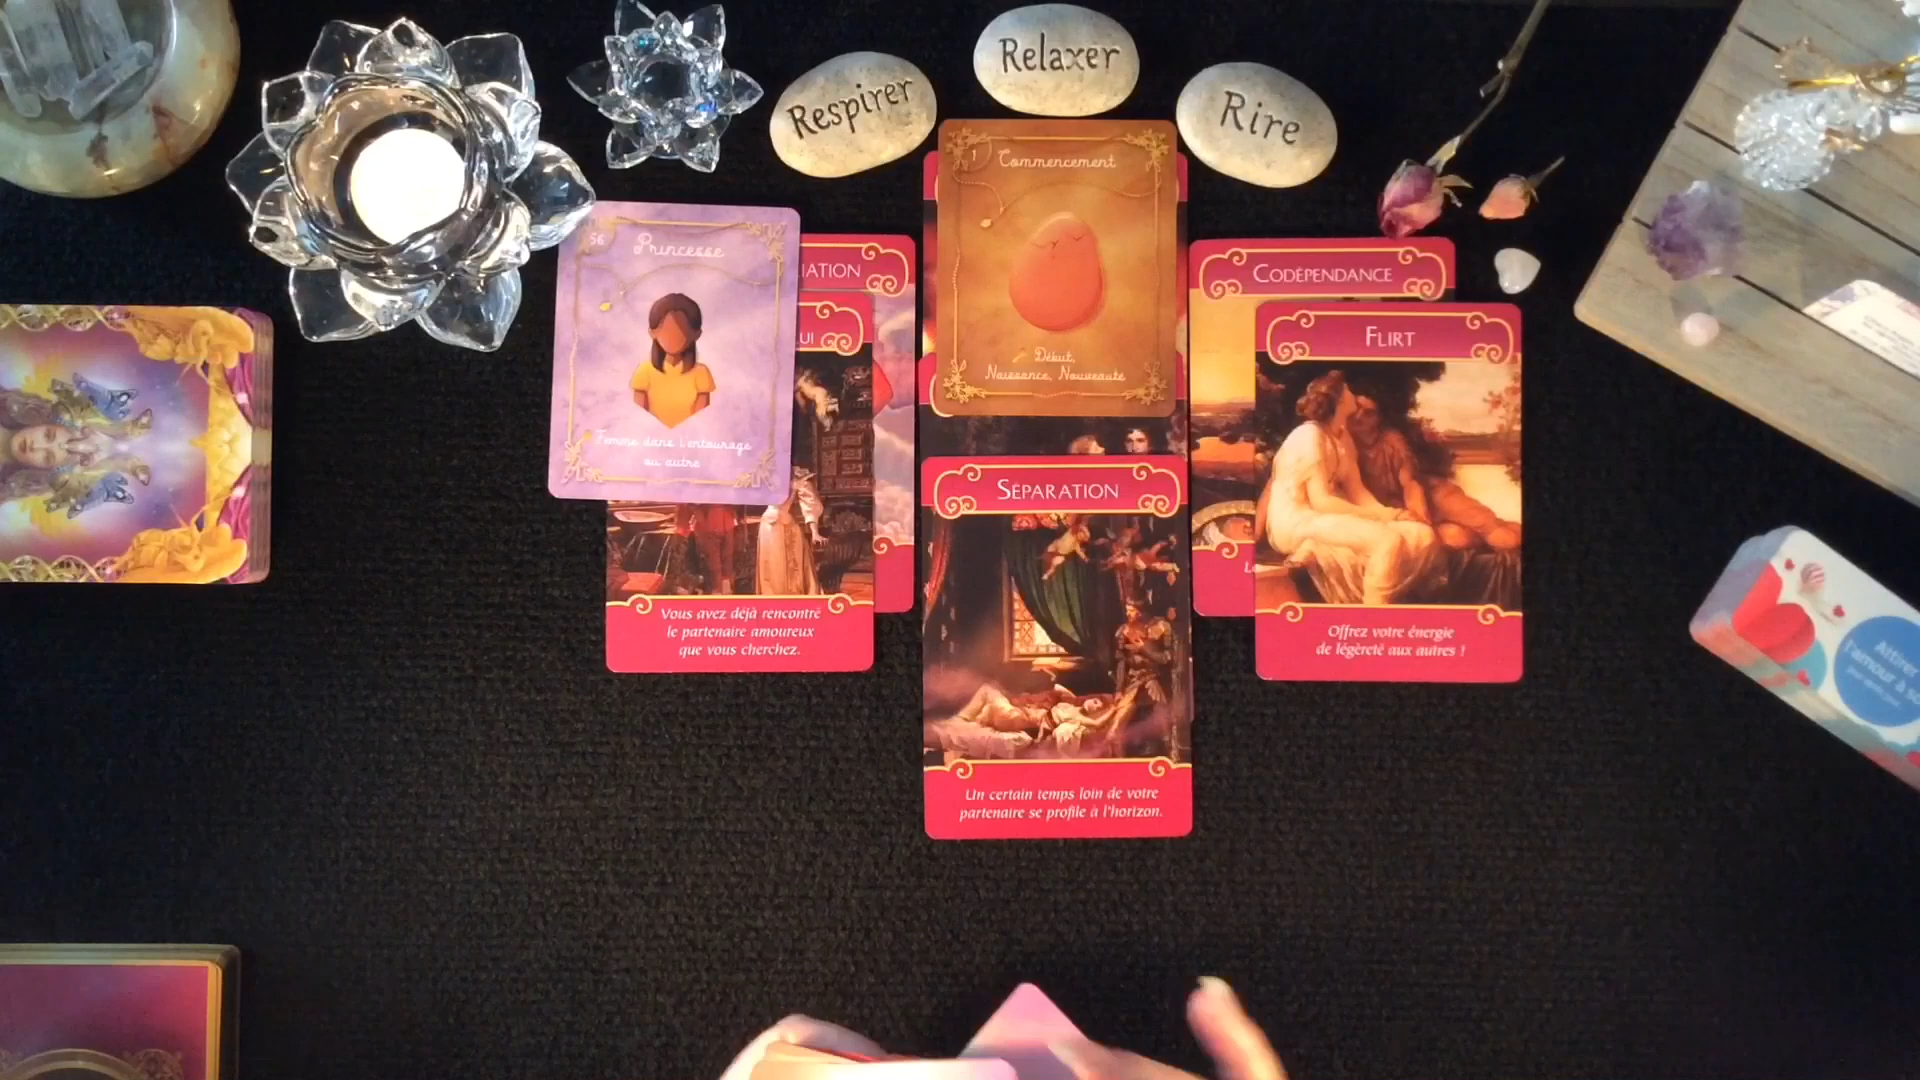 Respirer
Relaxer
Rire
1
Commencement
Début,
Naissance, Nouveauté
56
Princesse
Femme dans l'entourage
ou autre
IATION
UI
Vous avez déjà rencontré
le partenaire amoureux
que vous cherchez.
CODÉPENDANCE
FLIRT
Offrez votre énergie
de légèreté aux autres !
SÉPARATION
Un certain temps loin de votre
partenaire se profile à l'horizon.
Attirer
l'amour à so